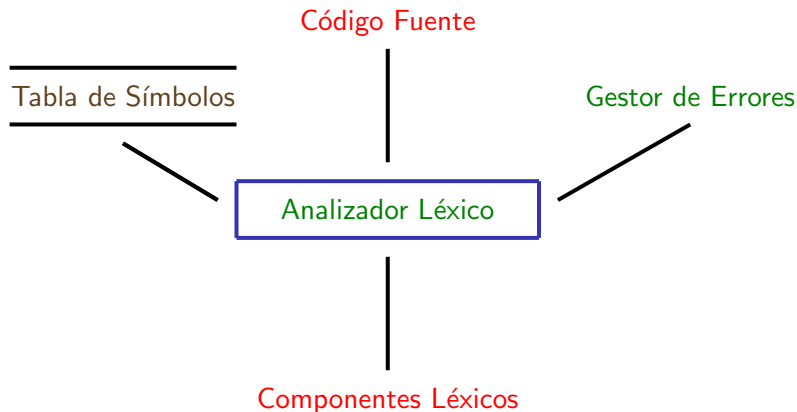 Código Fuente
Tabla de Símbolos
Gestor de Errores
Analizador Léxico
Componentes Léxicos